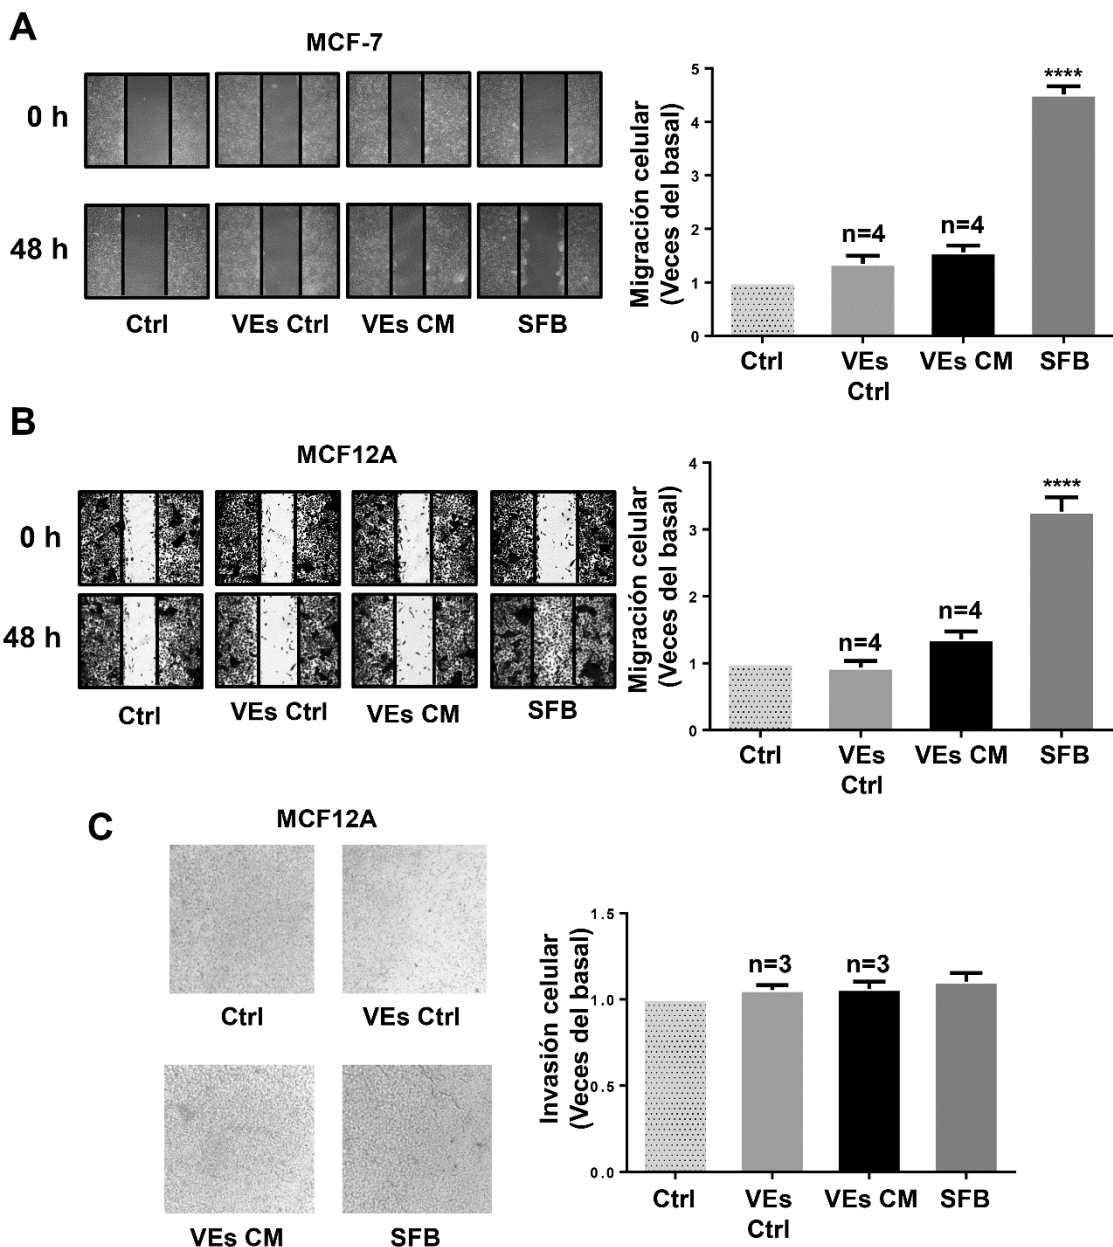 A
MCF-7
0 h
48 h
Ctrl
VEs Ctrl
VEs CM
SFB
Migración celular
(Veces del basal)
5
4
3
2
1
0
n=4
n=4
****
Ctrl
VEs
Ctrl
VEs CM
SFB
B
MCF12A
0 h
48 h
Ctrl
VEs Ctrl
VEs CM
SFB
Migración celular
(Veces del basal)
4
3
2
1
0
n=4
n=4
****
Ctrl
VEs
Ctrl
VEs CM
SFB
C
MCF12A
Ctrl
VEs Ctrl
VEs CM
SFB
Invasión celular
(Veces del basal)
1.5
1.0
0.5
0.0
n=3
n=3
Ctrl
VEs
Ctrl
VEs CM
SFB